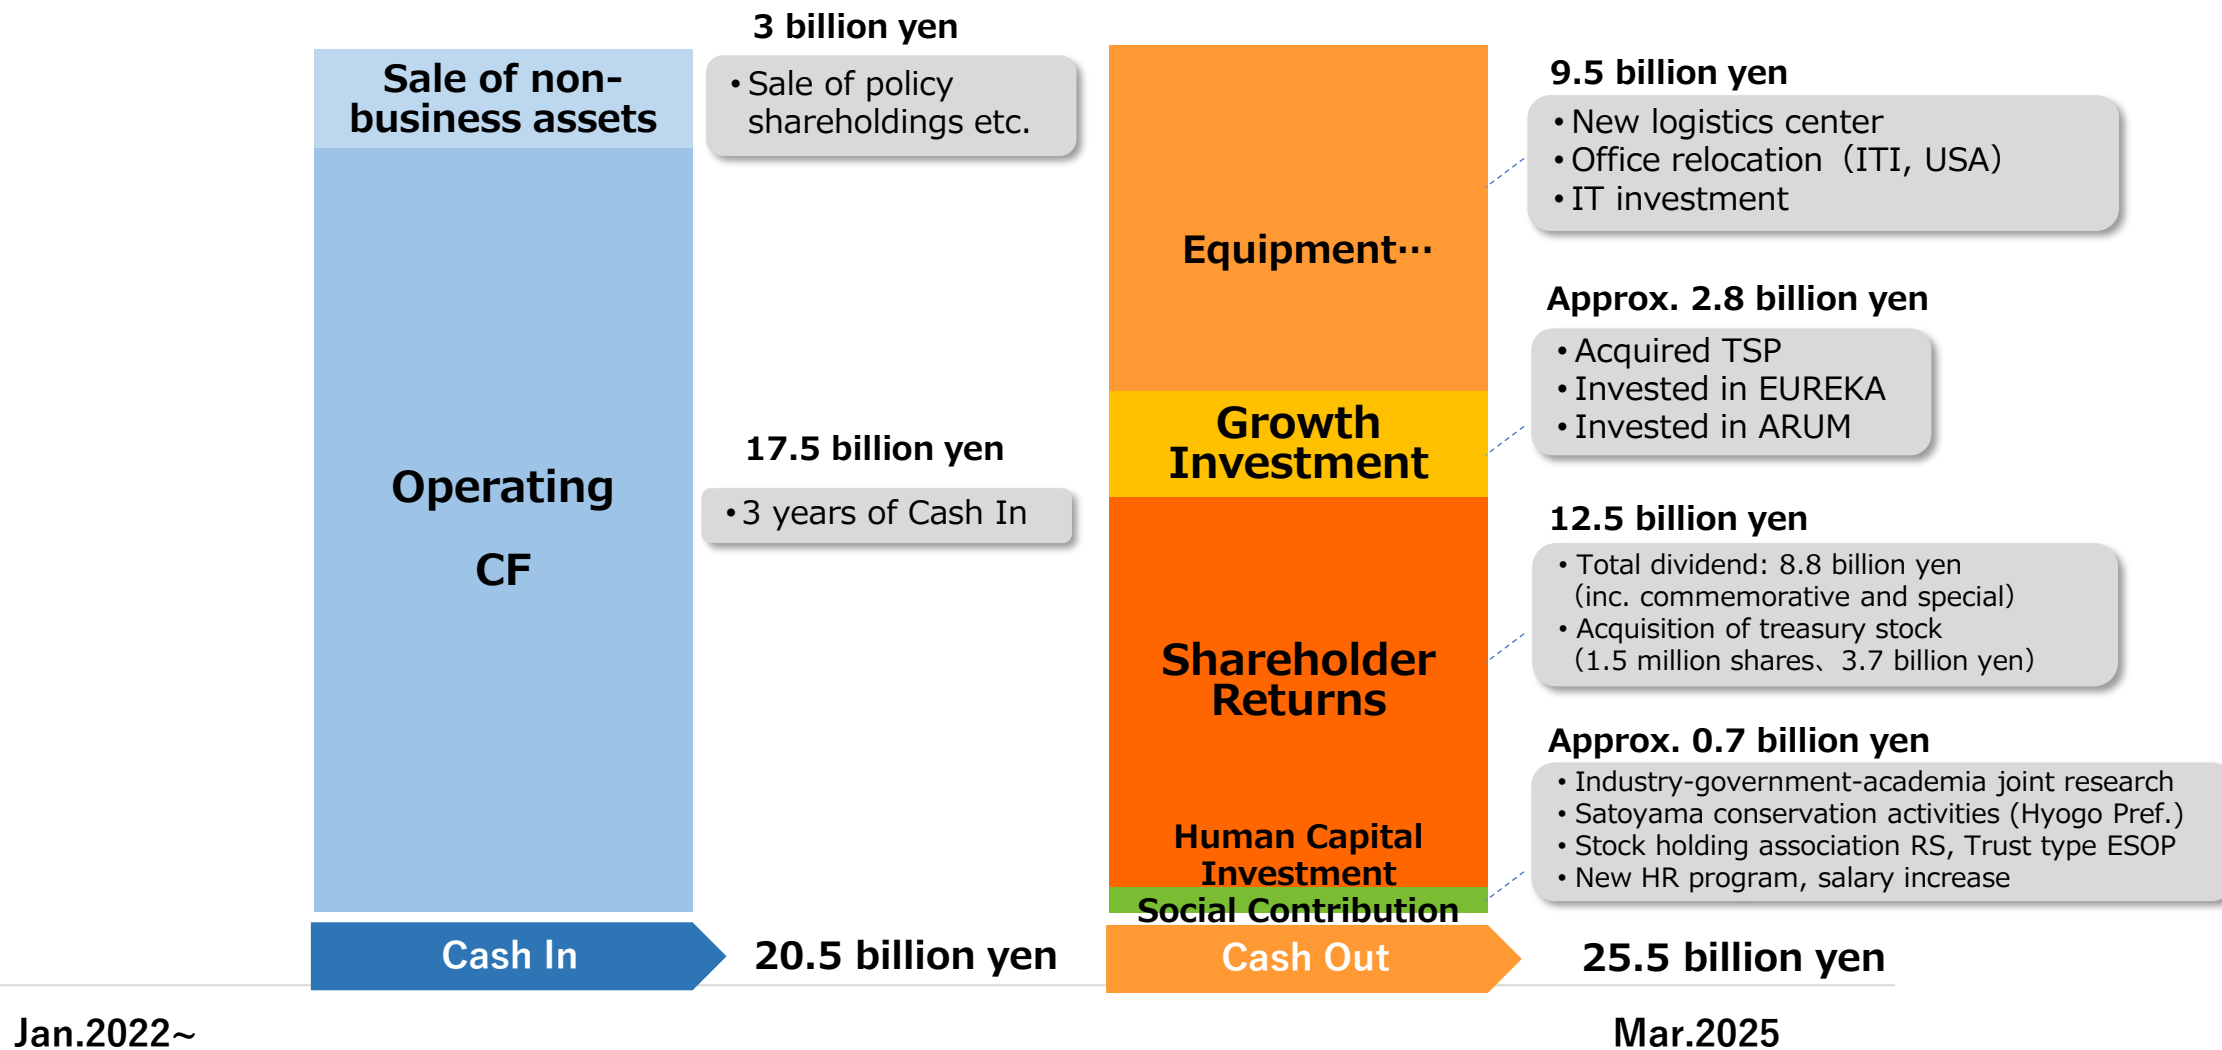 3 billion yen
Sale of non-
business assets
・Sale of policy
shareholdings etc.
Operating
CF
17.5 billion yen
・3 years of Cash In
Cash In
20.5 billion yen
Equipment…
9.5 billion yen
・New logistics center
・Office relocation（ITI, USA）
・IT investment
Growth
Investment
Approx. 2.8 billion yen
・Acquired TSP
・Invested in EUREKA
・Invested in ARUM
Shareholder
Returns
12.5 billion yen
・Total dividend: 8.8 billion yen
（inc. commemorative and special）
・Acquisition of treasury stock
（1.5 million shares、3.7 billion yen）
Human Capital
Investment
Social Contribution
Approx. 0.7 billion yen
・Industry-government-academia joint research
・Satoyama conservation activities (Hyogo Pref.)
・Stock holding association RS, Trust type ESOP
・New HR program, salary increase
Cash Out
25.5 billion yen
Jan.2022~
Mar.2025